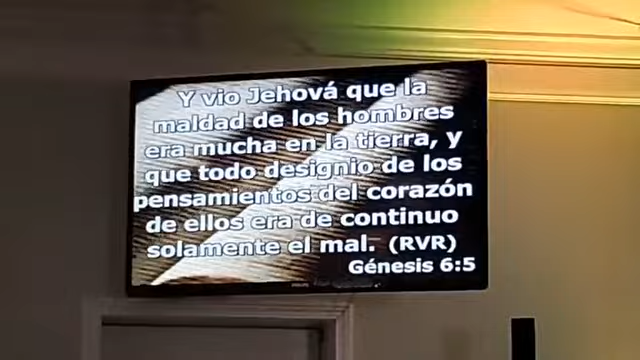 Y vio Jehová que la
maldad de los hombres
era mucha en la tierra, y
que todo designio de los
pensamientos del corazón
de ellos era de continuo
solamente el mal. (RVR)
Génesis 6:5
PHILIPS